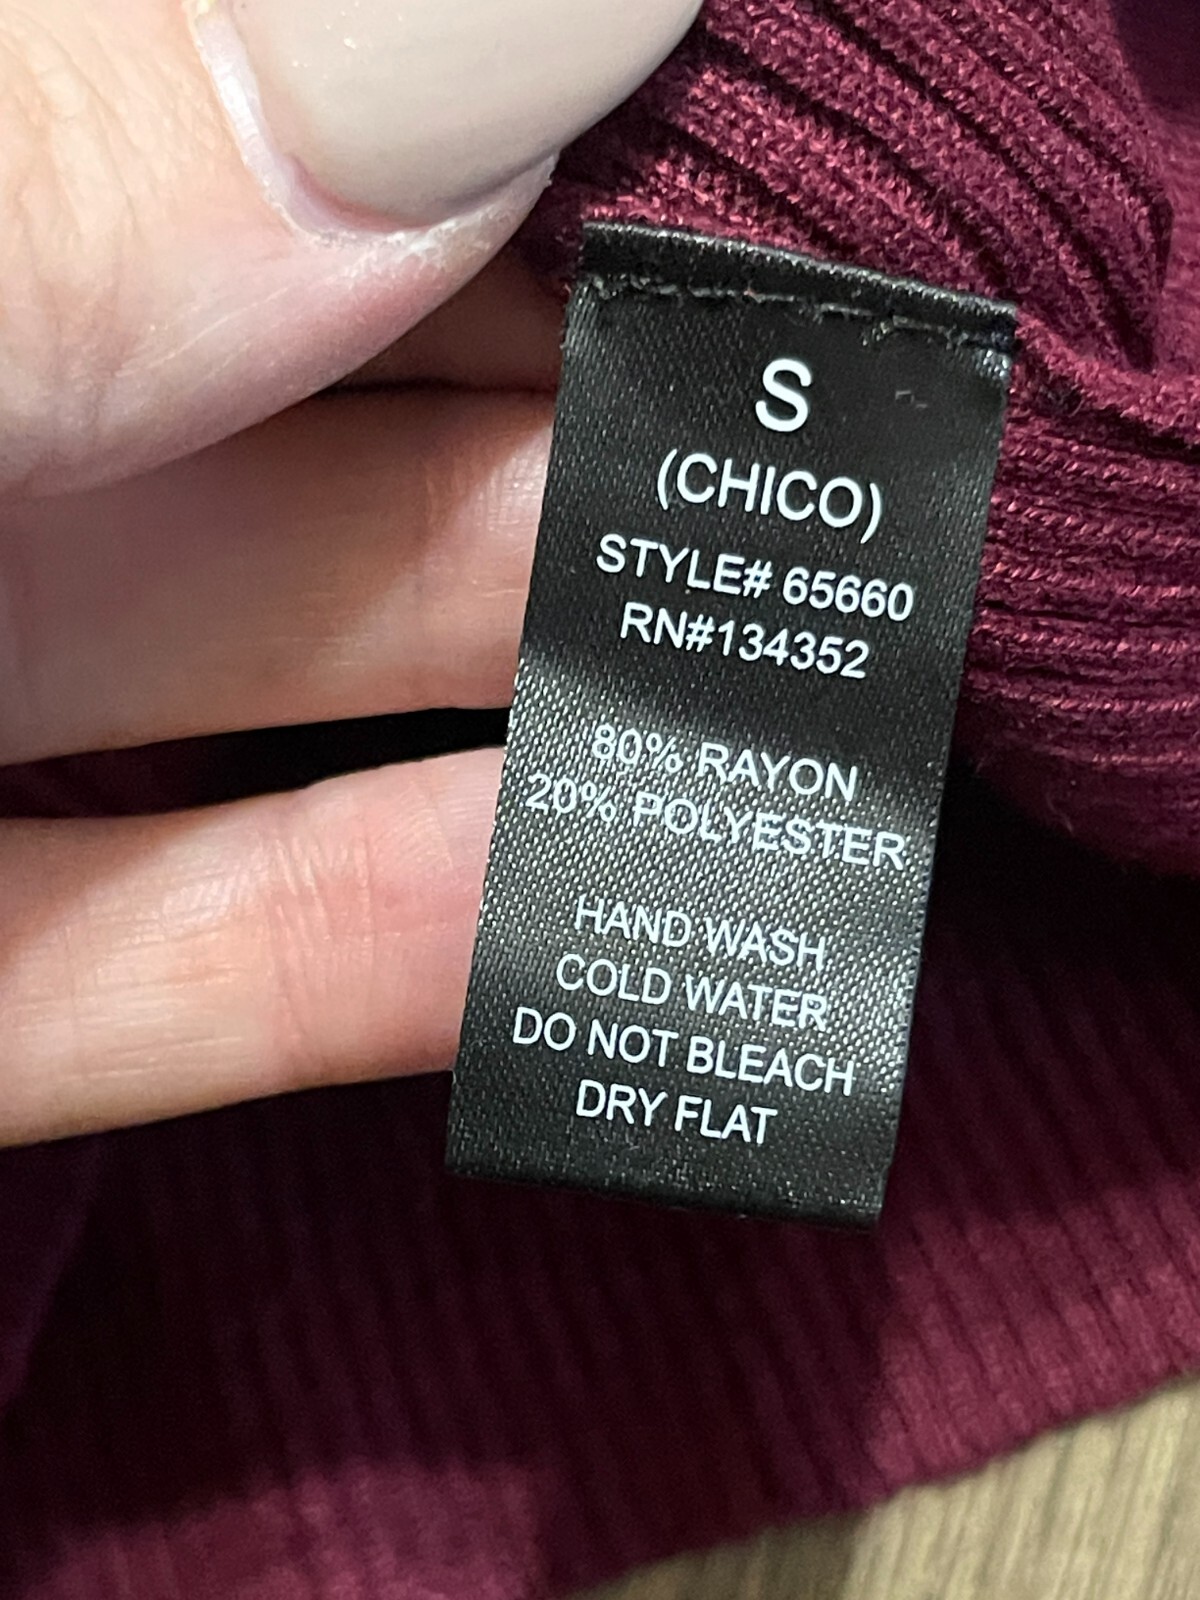 S
(CHICO)
STYLE# 65660
RN#134352
80% RAYON
20% POLYESTER
HAND WASH
COLD WATER
DO NOT BLEACH
DRY FLAT